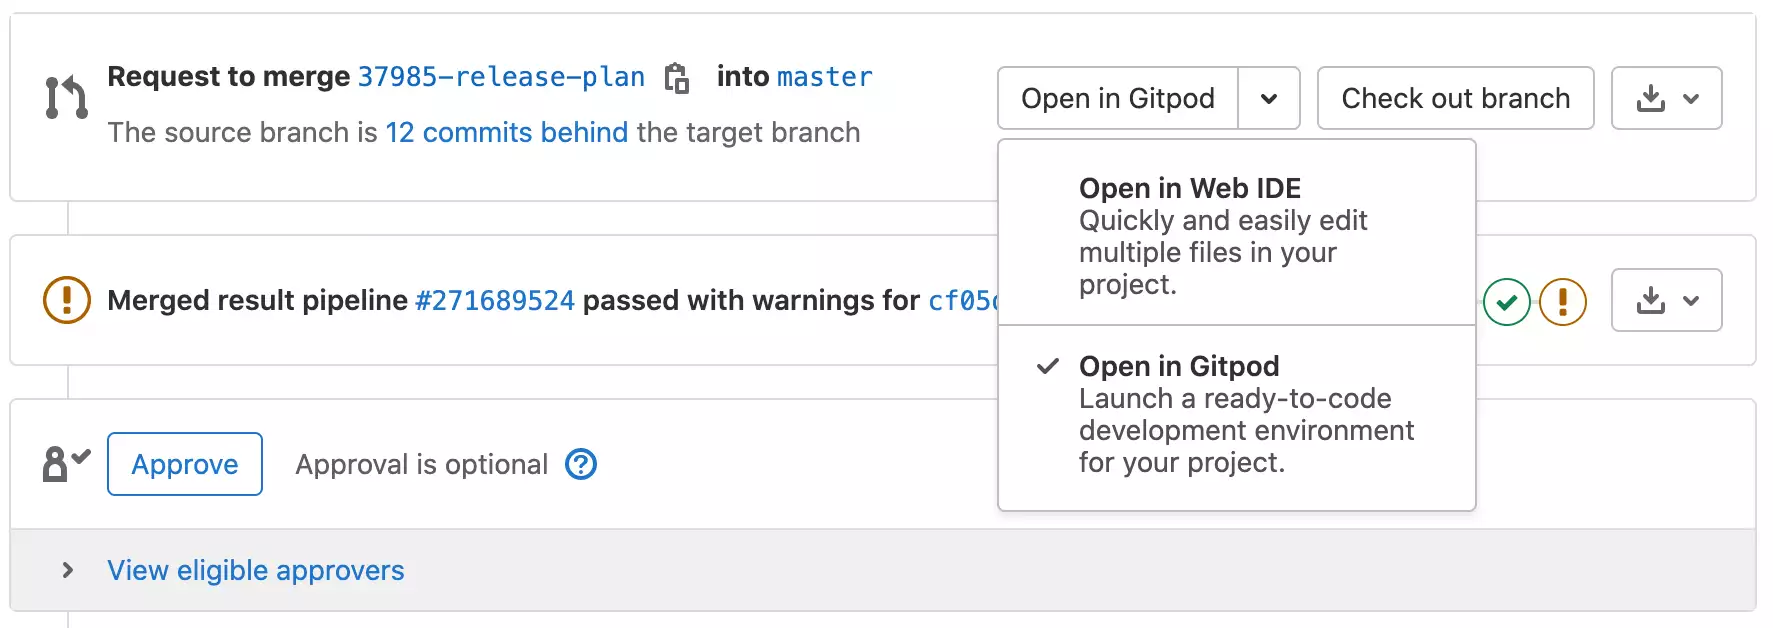 Request to merge 37985-release-plan into master
The source branch is 12 commits behind the target branch
Open in Gitpod
Check out branch
Open in Web IDE
Quickly and easily edit
multiple files in your
project.
Open in Gitpod
Launch a ready-to-code
development environment
for your project.
Merged result pipeline #271689524 passed with warnings for
Approve
Approval is optional
View eligible approvers